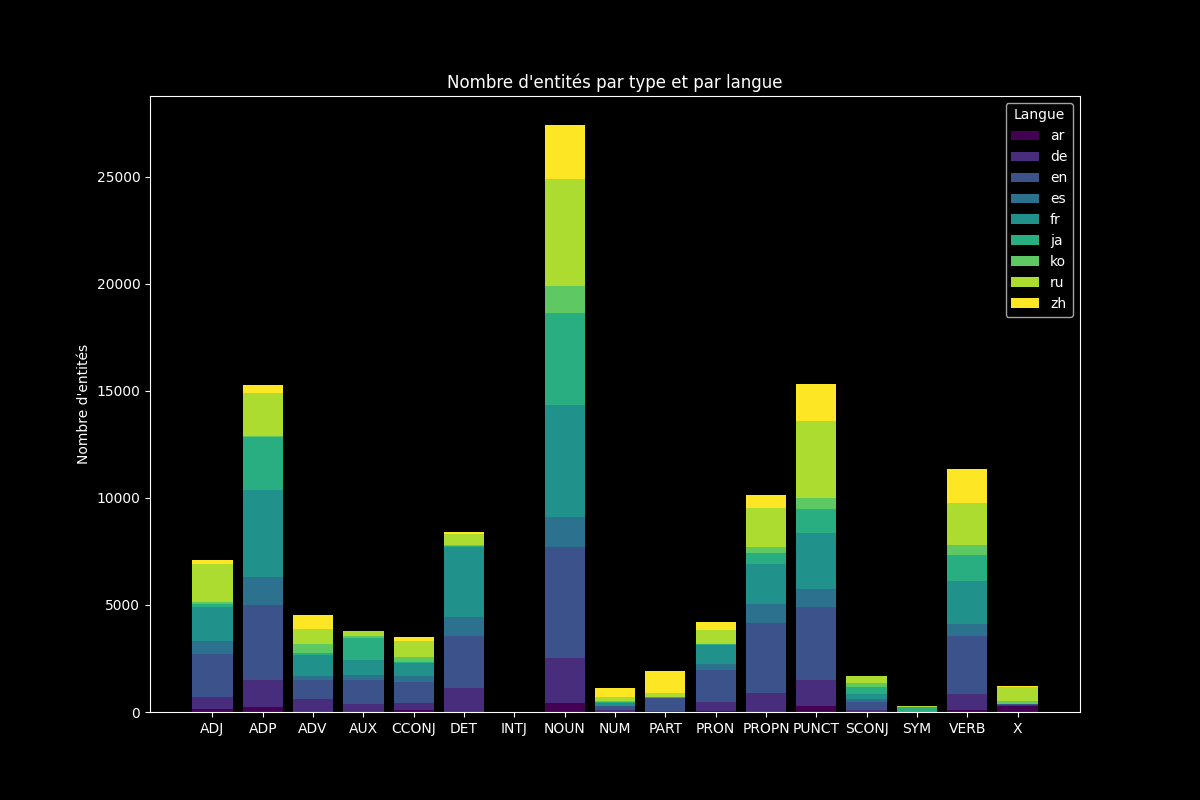 Nombre d'entités par type et par langue
Nombre d'entités
25000
20000
15000
10000
5000
0
Langue
ar
de
en
es
fr
ja
ko
ru
zh
ADJ ADP ADV AUX CCONJ DET INTJ NOUN NUM PART PRON PROPN PUNCT SCONJ SYM VERB X